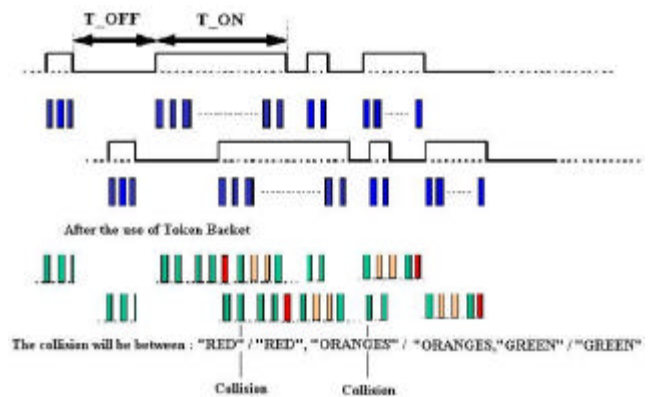 T_OFF T_ON
After the use of Token Backet
The collision will be between : "RED" / "RED", "ORANGES" / "ORANGES,"GREEN" / "GREEN"
Collision Collision